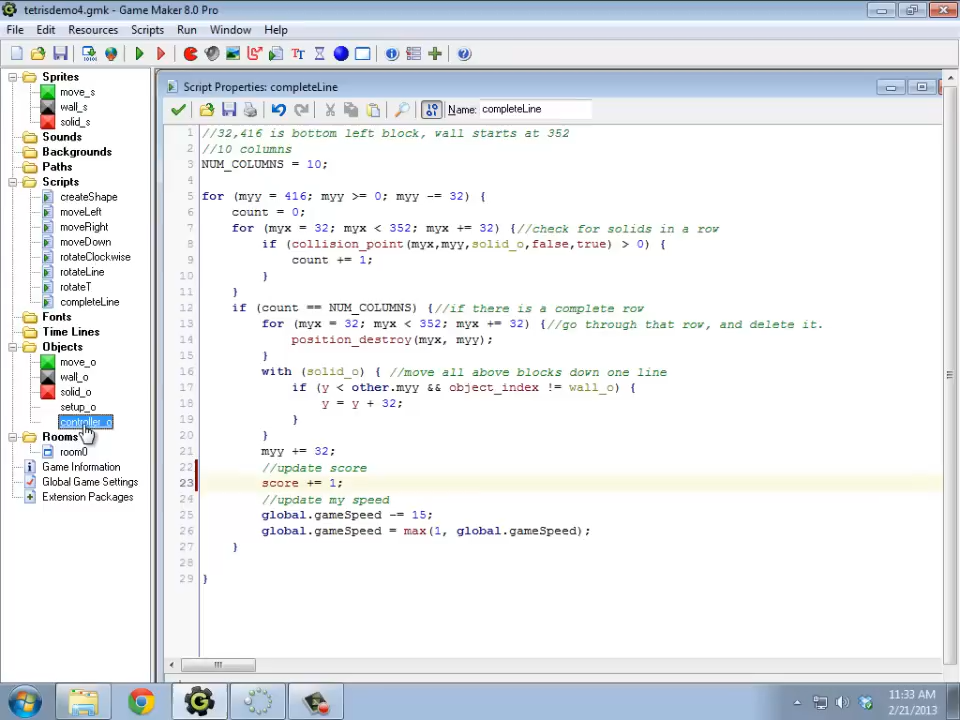 tetrisdemo4.gmk - Game Maker 8.0 Pro
File Edit Resources Scripts Run Window Help
Sprites
move_s
wall_s
solid_s
Sounds
Backgrounds
Paths
Scripts
createShape
moveLeft
moveRight
moveDown
rotateClockwise
rotateLine
rotateT
completeLine
Fonts
Time Lines
Objects
move_o
wall_o
solid_o
setup_o
controller_o
Rooms
room0
Game Information
Global Game Settings
Extension Packages
Script Properties: completeLine
Name: completeLine
1 //32,416 is bottom left block, wall starts at 352
2 //10 columns
3 NUM_COLUMNS = 10;
4
5 for (myy = 416; myy >= 0; myy -= 32) {
6 count = 0;
7 for (myx = 32; myx < 352; myx += 32) {//check for solids in a row
8 if (collision_point(myx,myy,solid_o,false,true) > 0) {
9 count += 1;
10 }
11 }
12 if (count == NUM_COLUMNS) {//if there is a complete row
13 for (myx = 32; myx < 352; myx += 32) {//go through that row, and delete it.
14 position_destroy(myx, myy);
15 }
16 with (solid_o) { //move all above blocks down one line
17 if (y < other.myy && object_index != wall_o) {
18 y = y + 32;
19 }
20 }
21 myy += 32;
22 //update score
23 score += 1;
24 //update my speed
25 global.gameSpeed -= 15;
26 global.gameSpeed = max(1, global.gameSpeed);
27 }
28
29 }
11:33 AM
2/21/2013